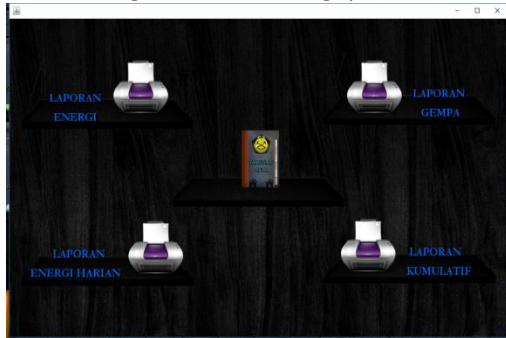 LAPORAN
ENERGI
LAPORAN
GEMPA
LAPORAN
ENERGI HARIAN
LAPORAN
KUMULATIF